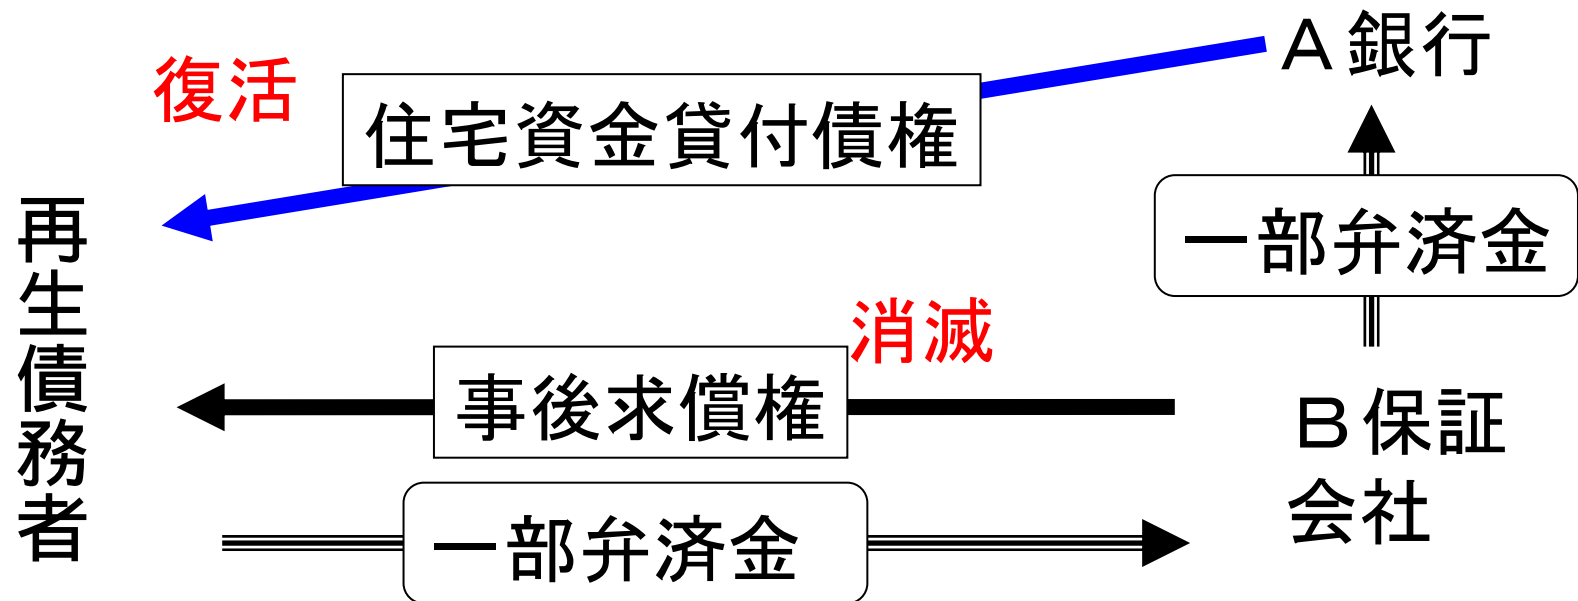 Ａ銀行
復活
住宅資金貸付債権
再生債務者
一部弁済金
消滅
事後求償権
Ｂ保証
会社
一部弁済金